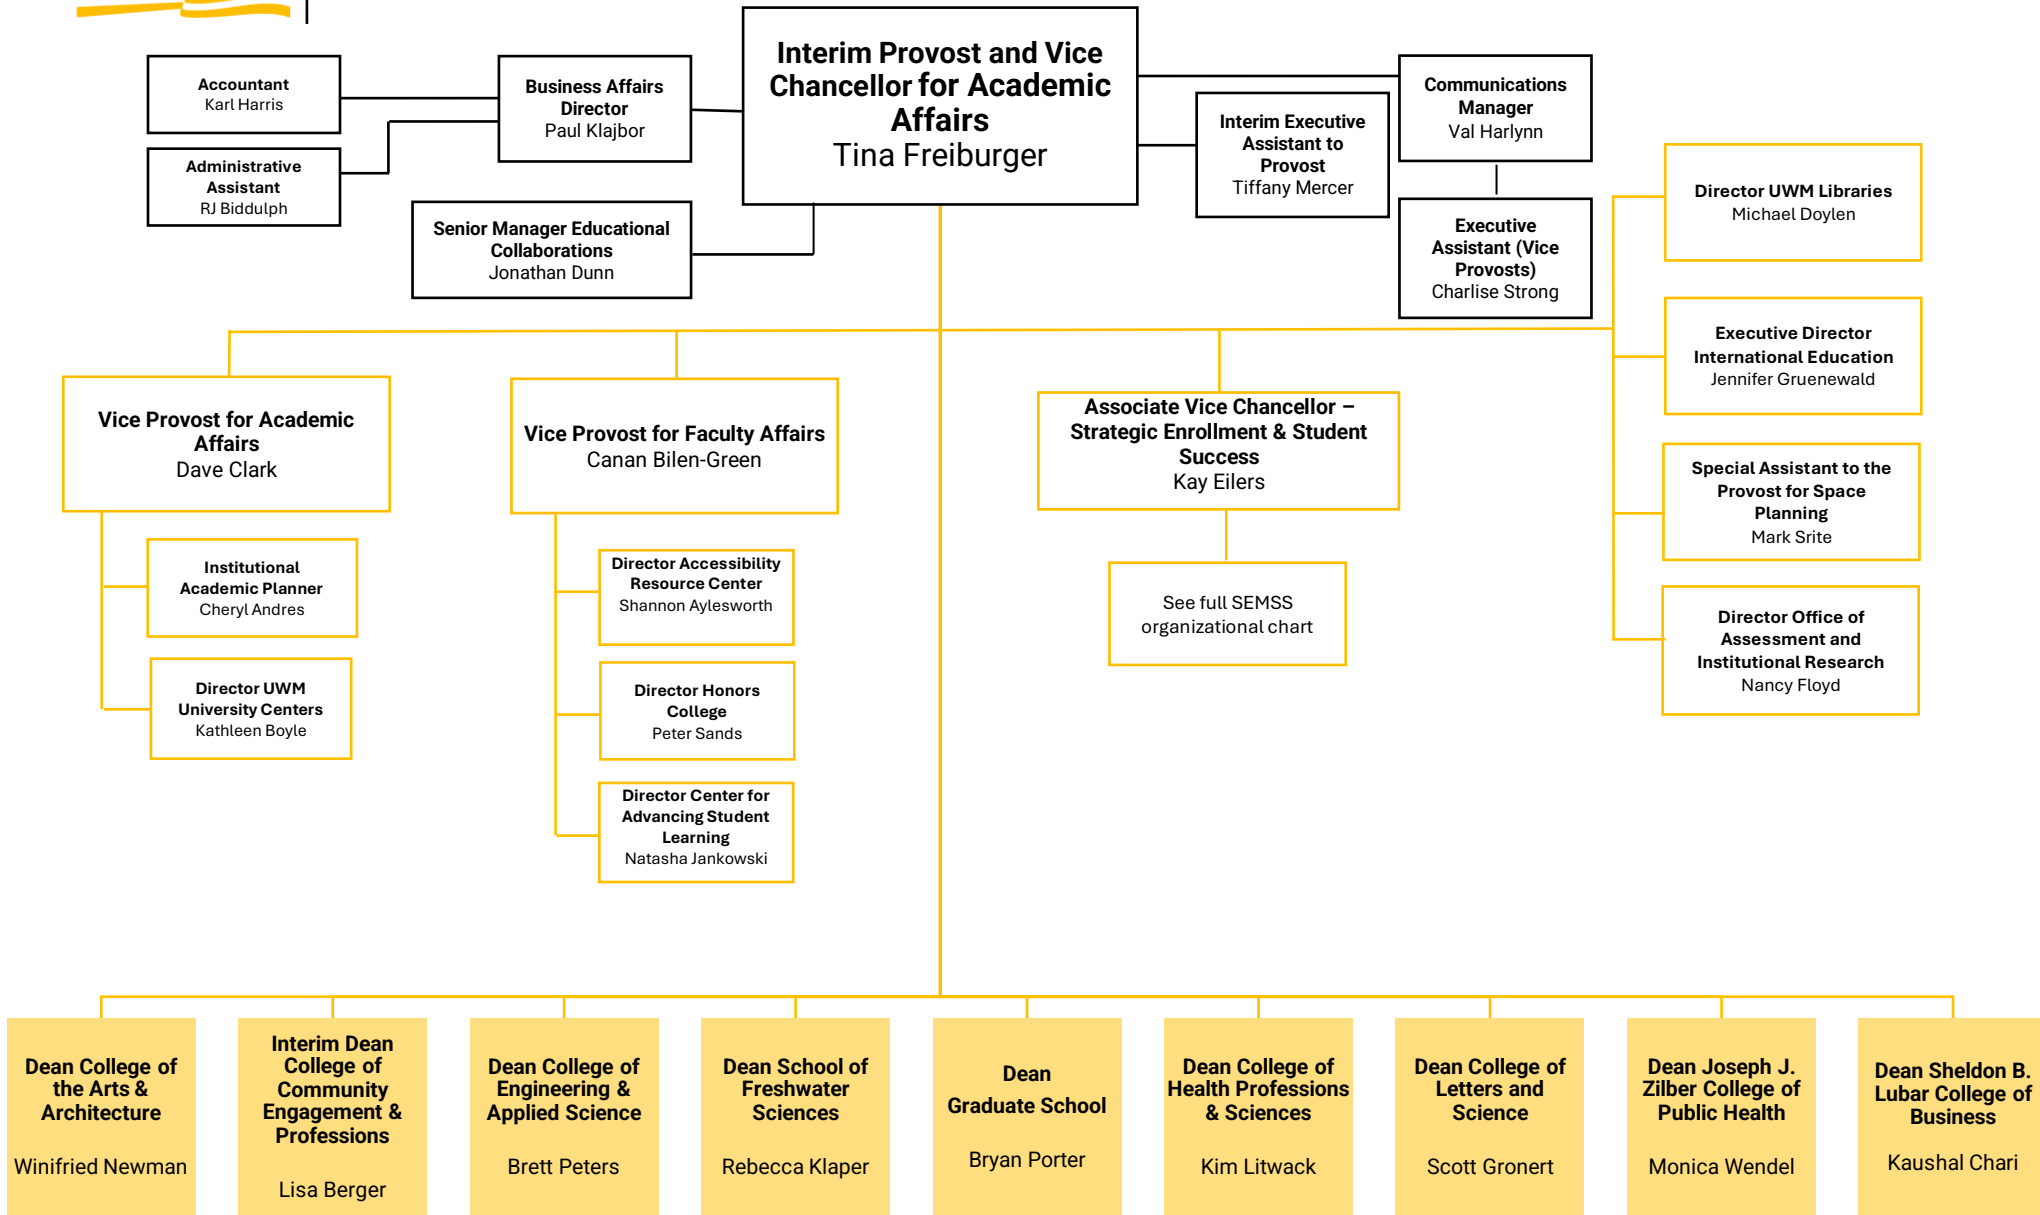 Interim Provost and Vice
Chancellor for Academic
Affairs
Tina Freiburger
Accountant
Karl Harris
Business Affairs
Director
Paul Klajbor
Administrative
Assistant
RJ Biddulph
Senior Manager Educational
Collaborations
Jonathan Dunn
Interim Executive
Assistant to
Provost
Tiffany Mercer
Communications
Manager
Val Harlynn
Executive
Assistant (Vice
Provosts)
Charlise Strong
Director UWM Libraries
Michael Doylen
Executive Director
International Education
Jennifer Gruenewald
Special Assistant to the
Provost for Space
Planning
Mark Srite
Director Office of
Assessment and
Institutional Research
Nancy Floyd
Vice Provost for Academic
Affairs
Dave Clark
Institutional
Academic Planner
Cheryl Andres
Director UWM
University Centers
Kathleen Boyle
Vice Provost for Faculty Affairs
Canan Bilen-Green
Director Accessibility
Resource Center
Shannon Aylesworth
Director Honors
College
Peter Sands
Director Center for
Advancing Student
Learning
Natasha Jankowski
Associate Vice Chancellor –
Strategic Enrollment & Student
Success
Kay Eilers
See full SEMSS
organizational chart
Dean College of
the Arts &
Architecture
Winifried Newman
Interim Dean
College of
Community
Engagement &
Professions
Lisa Berger
Dean College of
Engineering &
Applied Science
Brett Peters
Dean School of
Freshwater
Sciences
Rebecca Klaper
Dean
Graduate School
Bryan Porter
Dean College of
Health Professions
& Sciences
Kim Litwack
Dean College of
Letters and
Science
Scott Gronert
Dean Joseph J.
Zilber College of
Public Health
Monica Wendel
Dean Sheldon B.
Lubar College of
Business
Kaushal Chari